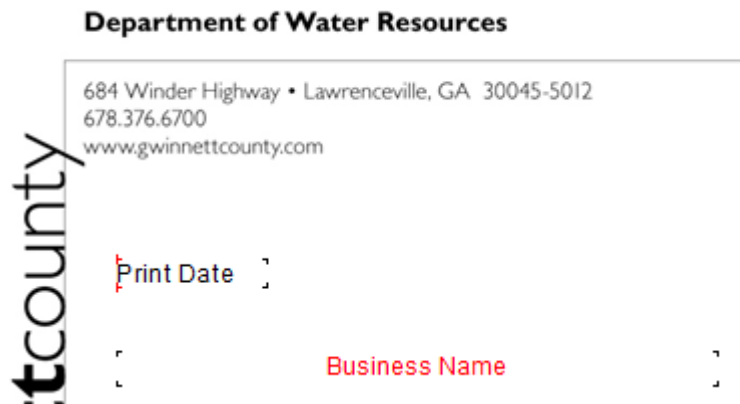 Department of Water Resources
684 Winder Highway • Lawrenceville, GA 30045-5012
678.376.6700
www.gwinnettcounty.com
tcounty
Print Date
Business Name